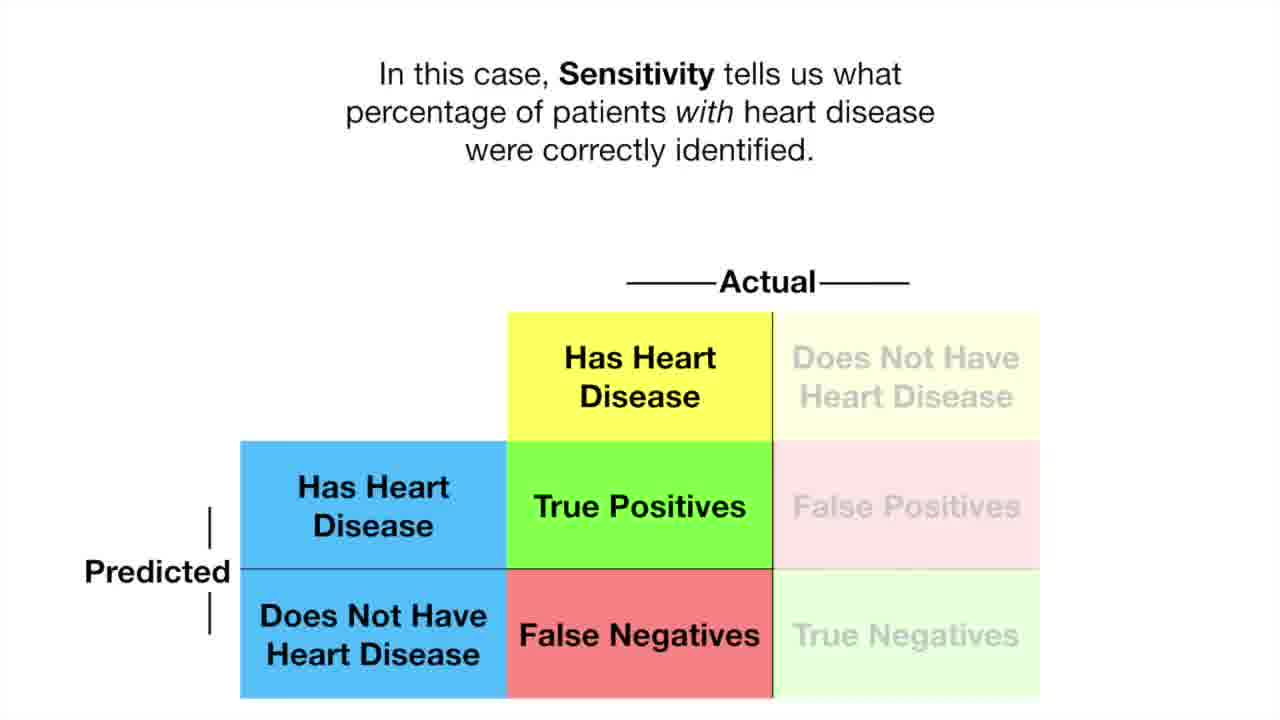 In this case, Sensitivity tells us what
percentage of patients with heart disease
were correctly identified.
Actual
Has Heart
Disease
Does Not Have
Heart Disease
Predicted
Has Heart
Disease
True Positives
False Positives
Does Not Have
Heart Disease
False Negatives
True Negatives